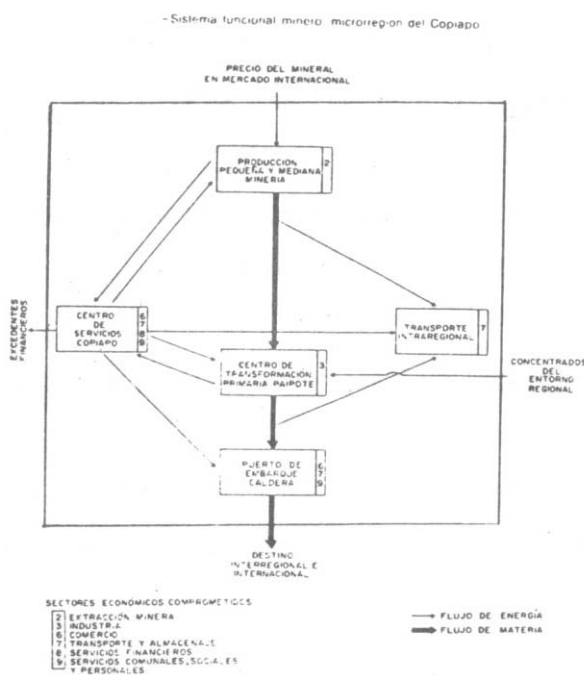 - Sistema funcional minero microrregion del Copiapo
PRECIO DEL MINERAL
EN MERCADO INTERNACIONAL
PRODUCCION
PEQUEÑA Y MEDIANA
MINERIA
2
EXCEDENTES
FINANCIEROS
CENTRO
DE
SERVICIOS
COPIAPO
6
7
8
9
TRANSPORTE
INTRAREGIONAL
7
CENTRO DE
TRANSFORMACION
PRIMARIA PAIPOTE
3
CONCENTRADOS
DEL
ENTORNO
REGIONAL
PUERTO DE
EMBARQUE
CALDERA
6
7
9
DESTINO
INTERREGIONAL E
INTERNACIONAL
SECTORES ECONOMICOS COMPROMETIDOS
2 EXTRACCION MINERA
3 INDUSTRIA
6 COMERCIO
7 TRANSPORTE Y ALMACENAJE
8 SERVICIOS FINANCIEROS
9 SERVICIOS COMUNALES, SOCIALES
Y PERSONALES
FLUJO DE ENERGÍA
FLUJO DE MATERIA